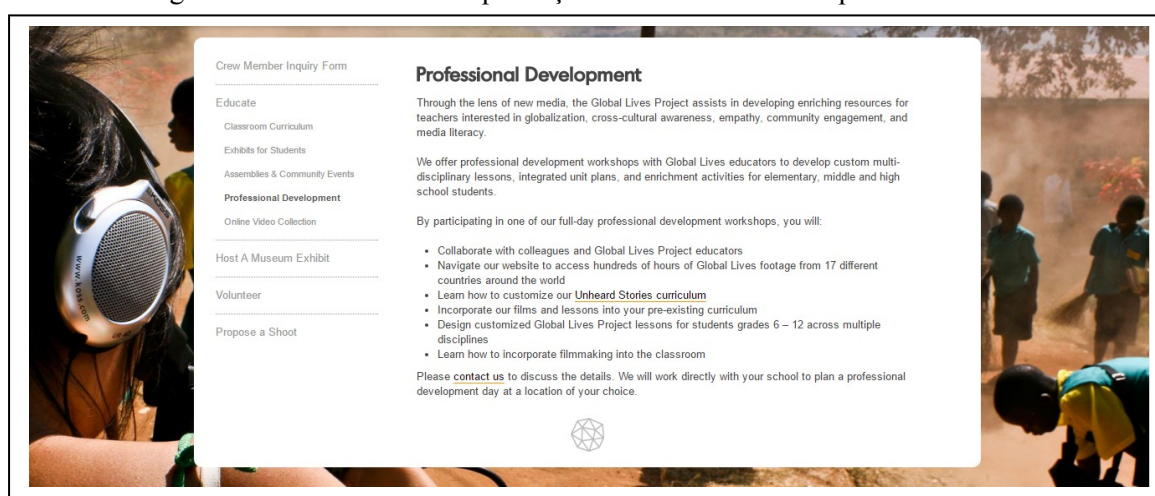 Crew Member Inquiry Form
Educate
Classroom Curriculum
Exhibits for Students
Assemblies & Community Events
Professional Development
Online Video Collection
Host A Museum Exhibit
Volunteer
Propose a Shoot
Professional Development
Through the lens of new media, the Global Lives Project assists in developing enriching resources for
teachers interested in globalization, cross-cultural awareness, empathy, community engagement, and
media literacy.
We offer professional development workshops with Global Lives educators to develop custom multi-
disciplinary lessons, integrated unit plans, and enrichment activities for elementary, middle and high
school students.
By participating in one of our full-day professional development workshops, you will:
• Collaborate with colleagues and Global Lives Project educators
• Navigate our website to access hundreds of hours of Global Lives footage from 17 different
countries around the world
• Learn how to customize our Unheard Stories curriculum
• Incorporate our films and lessons into your pre-existing curriculum
• Design customized Global Lives Project lessons for students grades 6 – 12 across multiple
disciplines
• Learn how to incorporate filmmaking into the classroom
Please contact us to discuss the details. We will work directly with your school to plan a professional
development day at a location of your choice.
www.koss.com